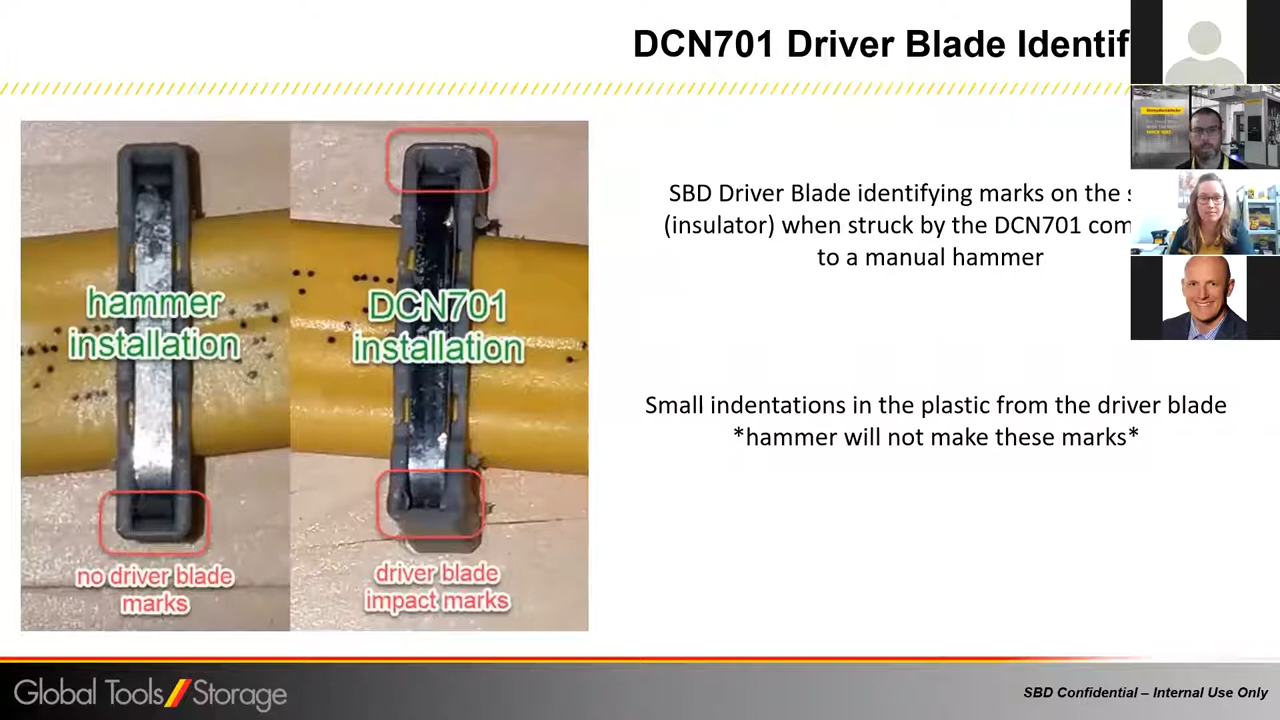 DCN701 Driver Blade Identif
hammer
installation
DCN701
installation
no driver blade
marks
driver blade
impact marks
SBD Driver Blade identifying marks on the s
(insulator) when struck by the DCN701 com
to a manual hammer
Small indentations in the plastic from the driver blade
*hammer will not make these marks*
Global Tools Storage
SBD Confidential – Internal Use Only